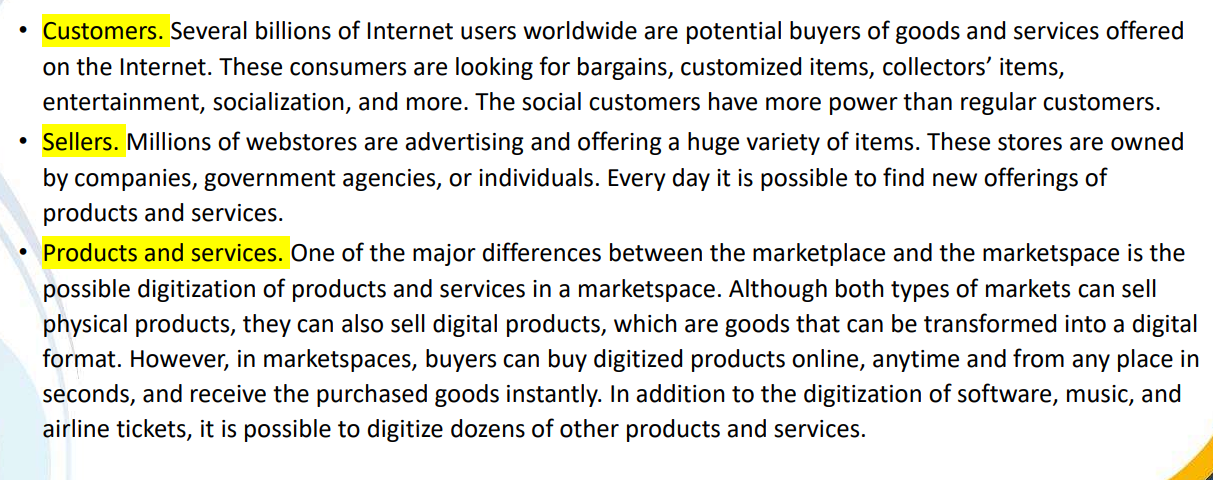 • Customers. Several billions of Internet users worldwide are potential buyers of goods and services offered
on the Internet. These consumers are looking for bargains, customized items, collectors’ items,
entertainment, socialization, and more. The social customers have more power than regular customers.
• Sellers. Millions of webstores are advertising and offering a huge variety of items. These stores are owned
by companies, government agencies, or individuals. Every day it is possible to find new offerings of
products and services.
• Products and services. One of the major differences between the marketplace and the marketspace is the
possible digitization of products and services in a marketspace. Although both types of markets can sell
physical products, they can also sell digital products, which are goods that can be transformed into a digital
format. However, in marketspaces, buyers can buy digitized products online, anytime and from any place in
seconds, and receive the purchased goods instantly. In addition to the digitization of software, music, and
airline tickets, it is possible to digitize dozens of other products and services.